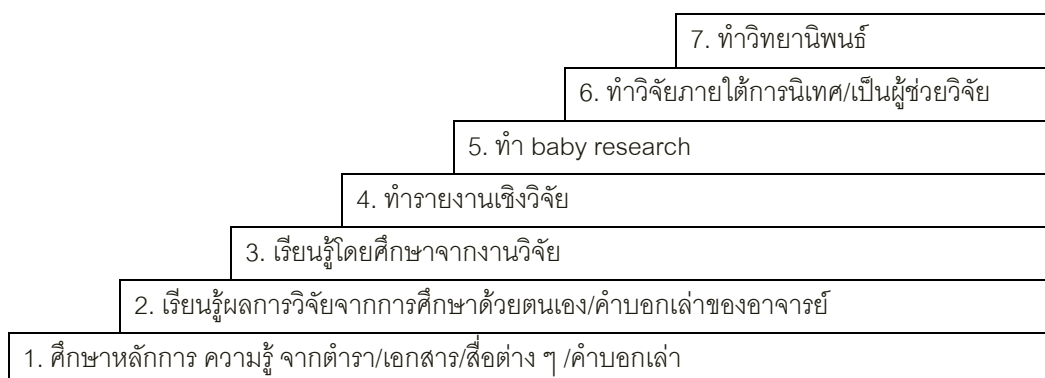 7. ทำวิทยานิพนธ์
6. ทำวิจัยภายใต้การนิเทศ/เป็นผู้ช่วยวิจัย
5. ทำ baby research
4. ทำรายงานเชิงวิจัย
3. เรียนรู้โดยศึกษาจากงานวิจัย
2. เรียนรู้ผลการวิจัยจากการศึกษาด้วยตนเอง/คำบอกเล่าของอาจารย์
1. ศึกษาหลักการ ความรู้ จากตำรา/เอกสาร/สื่อต่าง ๆ /คำบอกเล่า